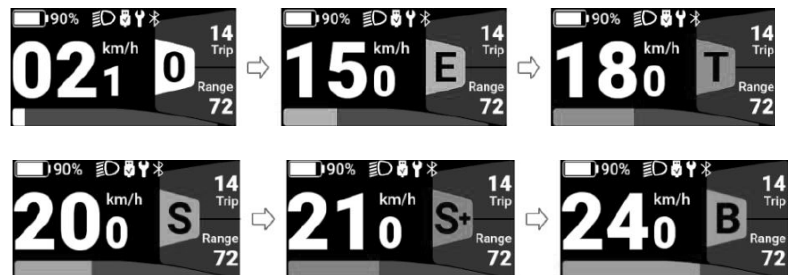 90%
14
Trip
km/h
021
O
Range
72
90%
14
Trip
km/h
150
E
Range
72
90%
14
Trip
km/h
180
T
Range
72
90%
14
Trip
km/h
200
S
Range
72
90%
14
Trip
km/h
210
S+
Range
72
90%
14
Trip
km/h
240
B
Range
72